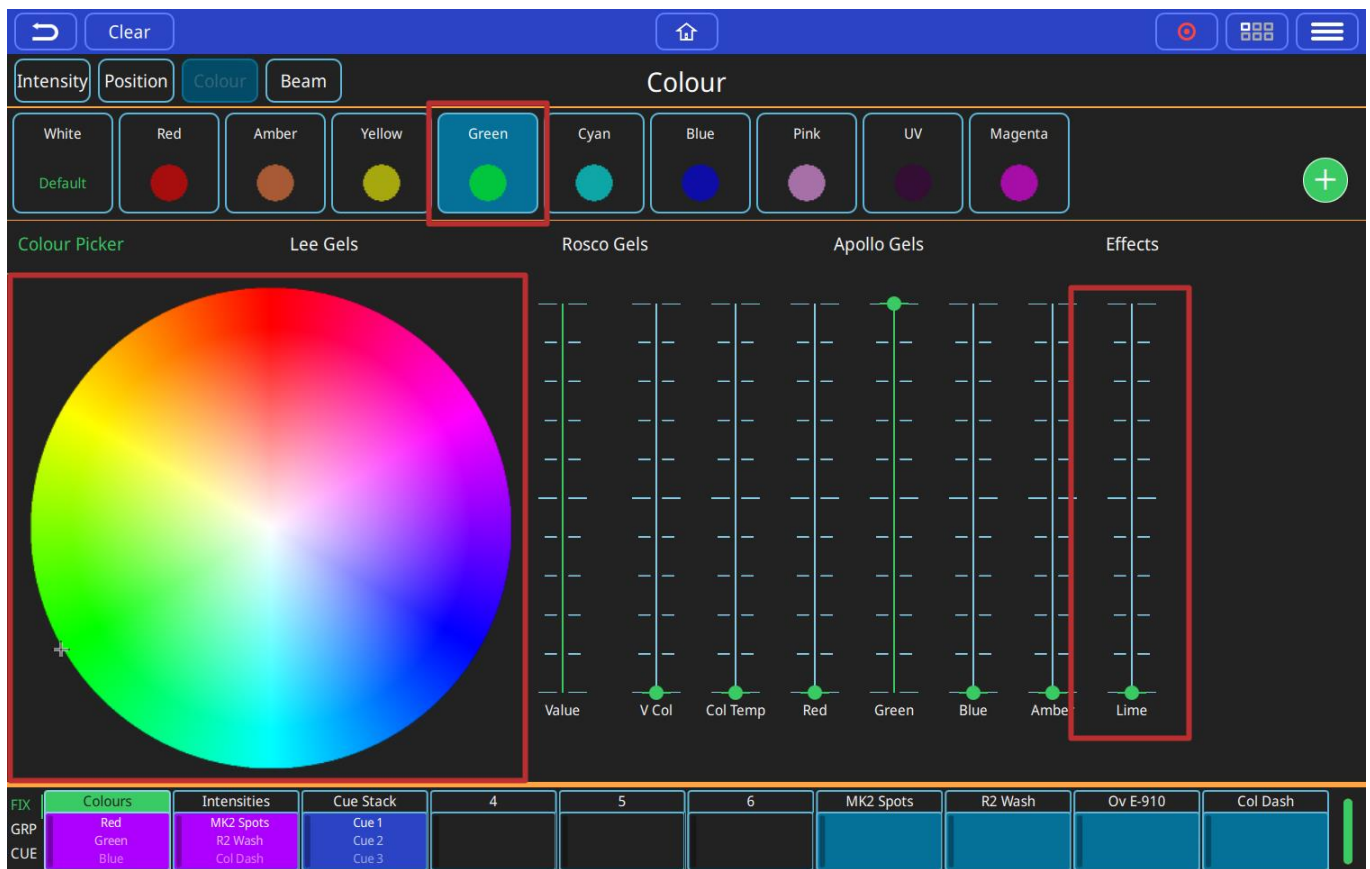 Clear
Intensity Position Colour Beam Colour
White Red Amber Yellow Green Cyan Blue Pink UV Magenta
Default
Colour Picker Lee Gels Rosco Gels Apollo Gels Effects
Value V Col Col Temp Red Green Blue Amber Lime
FIX Colours Intensities Cue Stack 4 5 6 MK2 Spots R2 Wash Ov E-910 Col Dash
Red MK2 Spots Cue 1
GRP Green R2 Wash Cue 2
CUE Blue Col Dash Cue 3